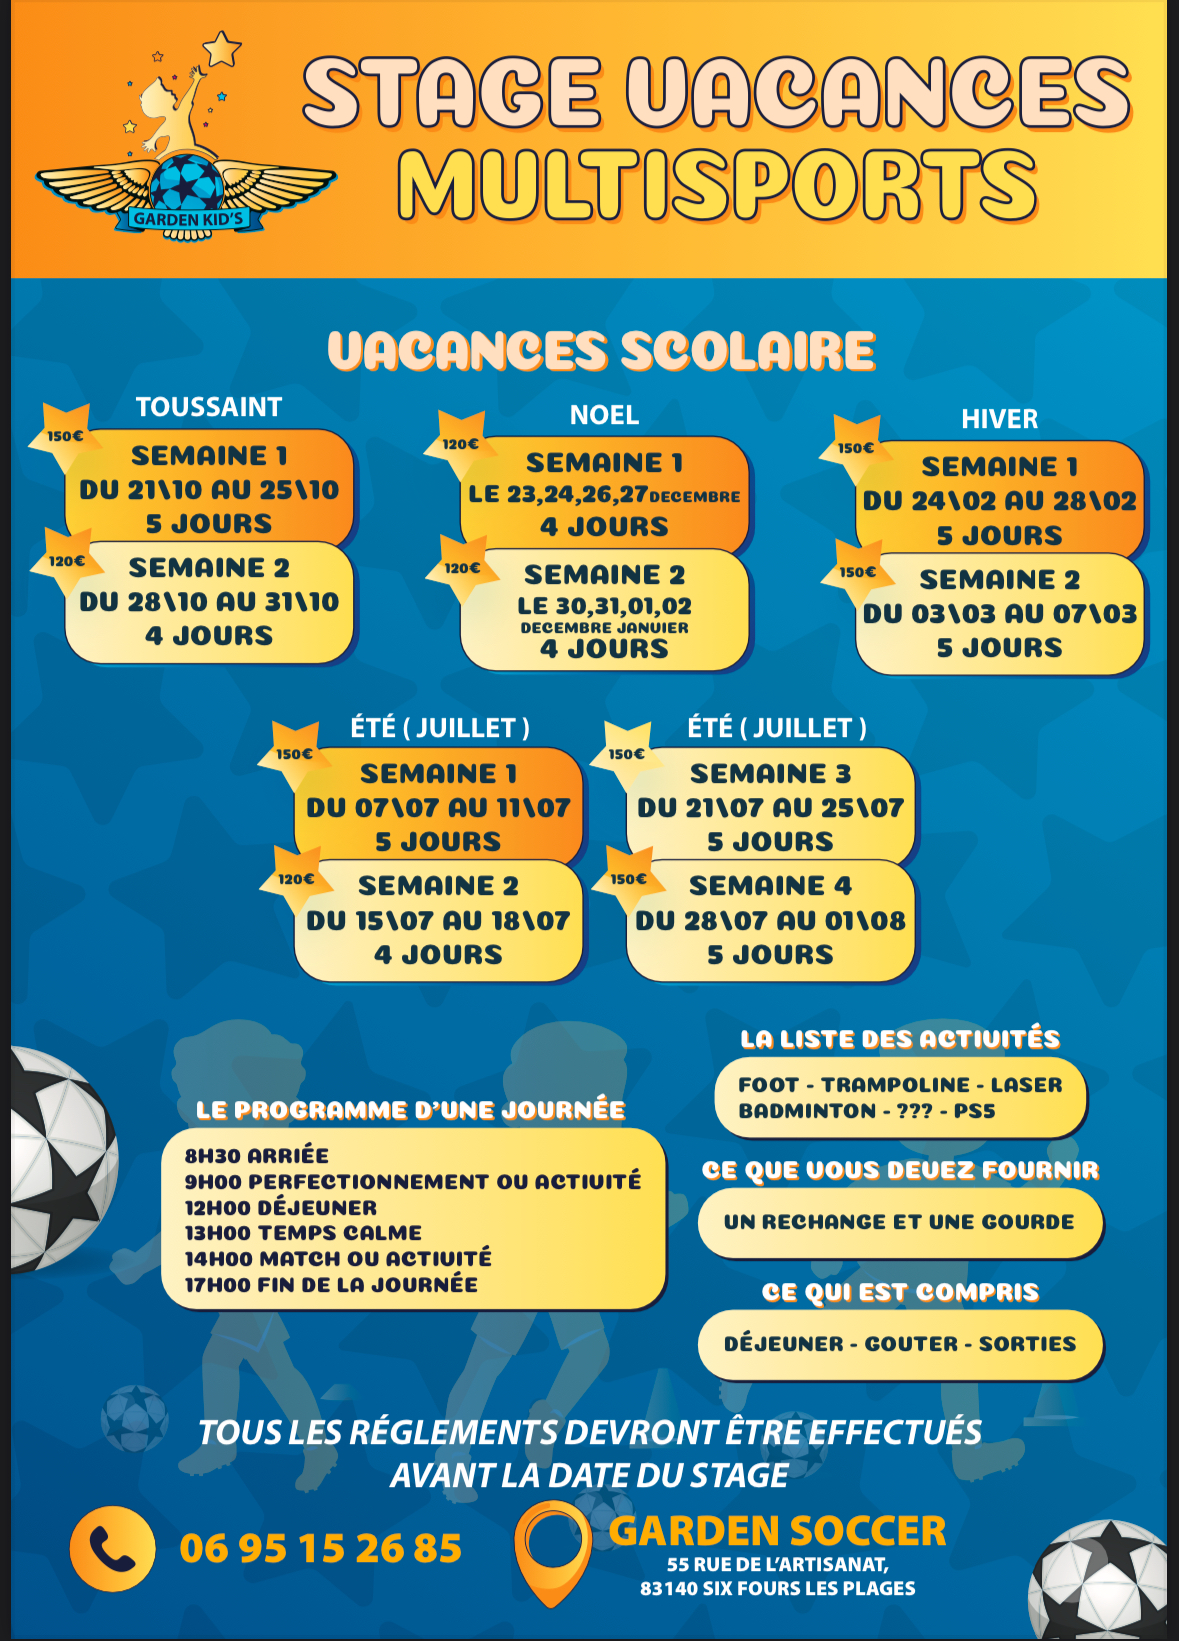 GARDEN KID'S
STAGE VACANCES
MULTISPORTS
VACANCES SCOLAIRE
TOUSSAINT
150€
SEMAINE 1
DU 21\10 AU 25\10
5 JOURS
120€
SEMAINE 2
DU 28\10 AU 31\10
4 JOURS
NOEL
120€
SEMAINE 1
LE 23,24,26,27 DECEMBRE
4 JOURS
120€
SEMAINE 2
LE 30,31,01,02
DECEMBRE JANVIER
4 JOURS
HIVER
150€
SEMAINE 1
DU 24\02 AU 28\02
5 JOURS
150€
SEMAINE 2
DU 03\03 AU 07\03
5 JOURS
ÉTÉ ( JUILLET )
150€
SEMAINE 1
DU 07\07 AU 11\07
5 JOURS
120€
SEMAINE 2
DU 15\07 AU 18\07
4 JOURS
ÉTÉ ( JUILLET )
150€
SEMAINE 3
DU 21\07 AU 25\07
5 JOURS
150€
SEMAINE 4
DU 28\07 AU 01\08
5 JOURS
LE PROGRAMME D'UNE JOURNÉE
8H30 ARRIÉE
9H00 PERFECTIONNEMENT OU ACTIVITÉ
12H00 DÉJEUNER
13H00 TEMPS CALME
14H00 MATCH OU ACTIVITÉ
17H00 FIN DE LA JOURNÉE
LA LISTE DES ACTIVITÉS
FOOT - TRAMPOLINE - LASER
BADMINTON - ??? - PS5
CE QUE VOUS DEVEZ FOURNIR
UN RECHANGE ET UNE GOURDE
CE QUI EST COMPRIS
DÉJEUNER - GOUTER - SORTIES
TOUS LES RÉGLEMENTS DEVRONT ÊTRE EFFECTUÉS
AVANT LA DATE DU STAGE
06 95 15 26 85
GARDEN SOCCER
55 RUE DE L'ARTISANAT,
83140 SIX FOURS LES PLAGES